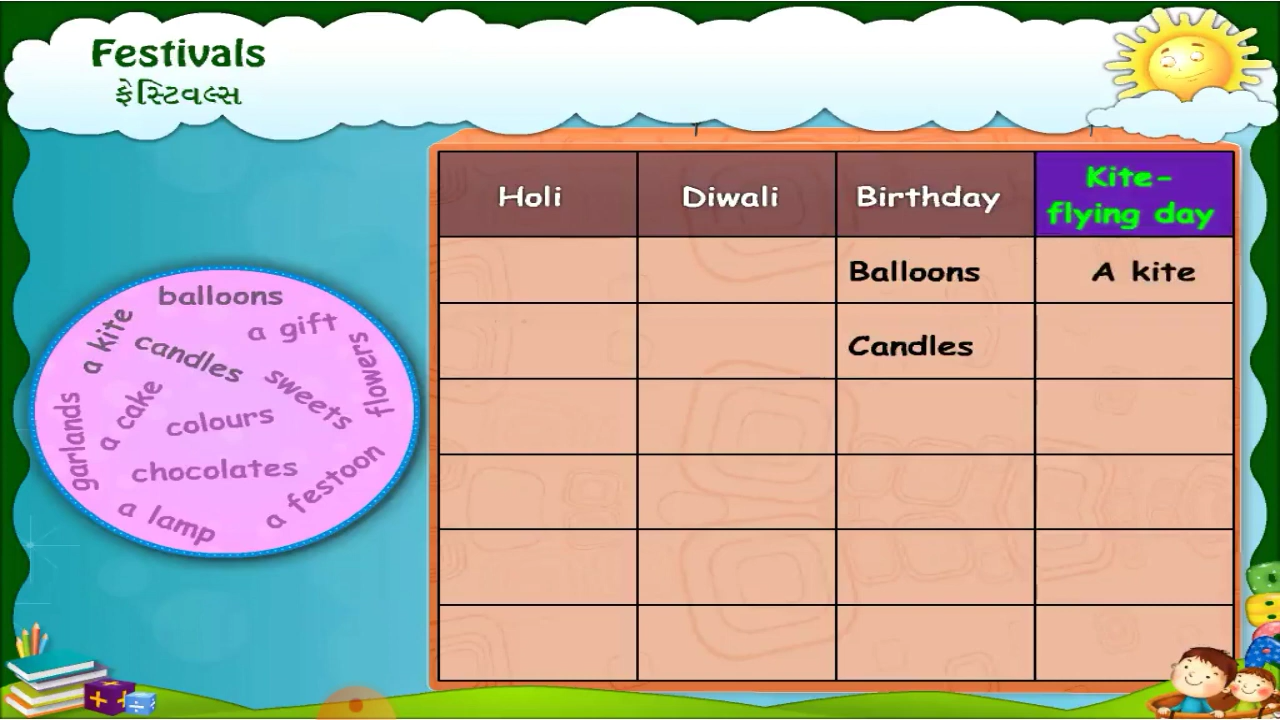 Festivals
ફેસ્ટિવલ્સ
Holi
Diwali
Birthday
Kite-
flying day
Balloons
A kite
Candles
balloons
a gift
a kite
candles
flowers
sweets
a cake
garlands
colours
chocolates
a festoon
a lamp